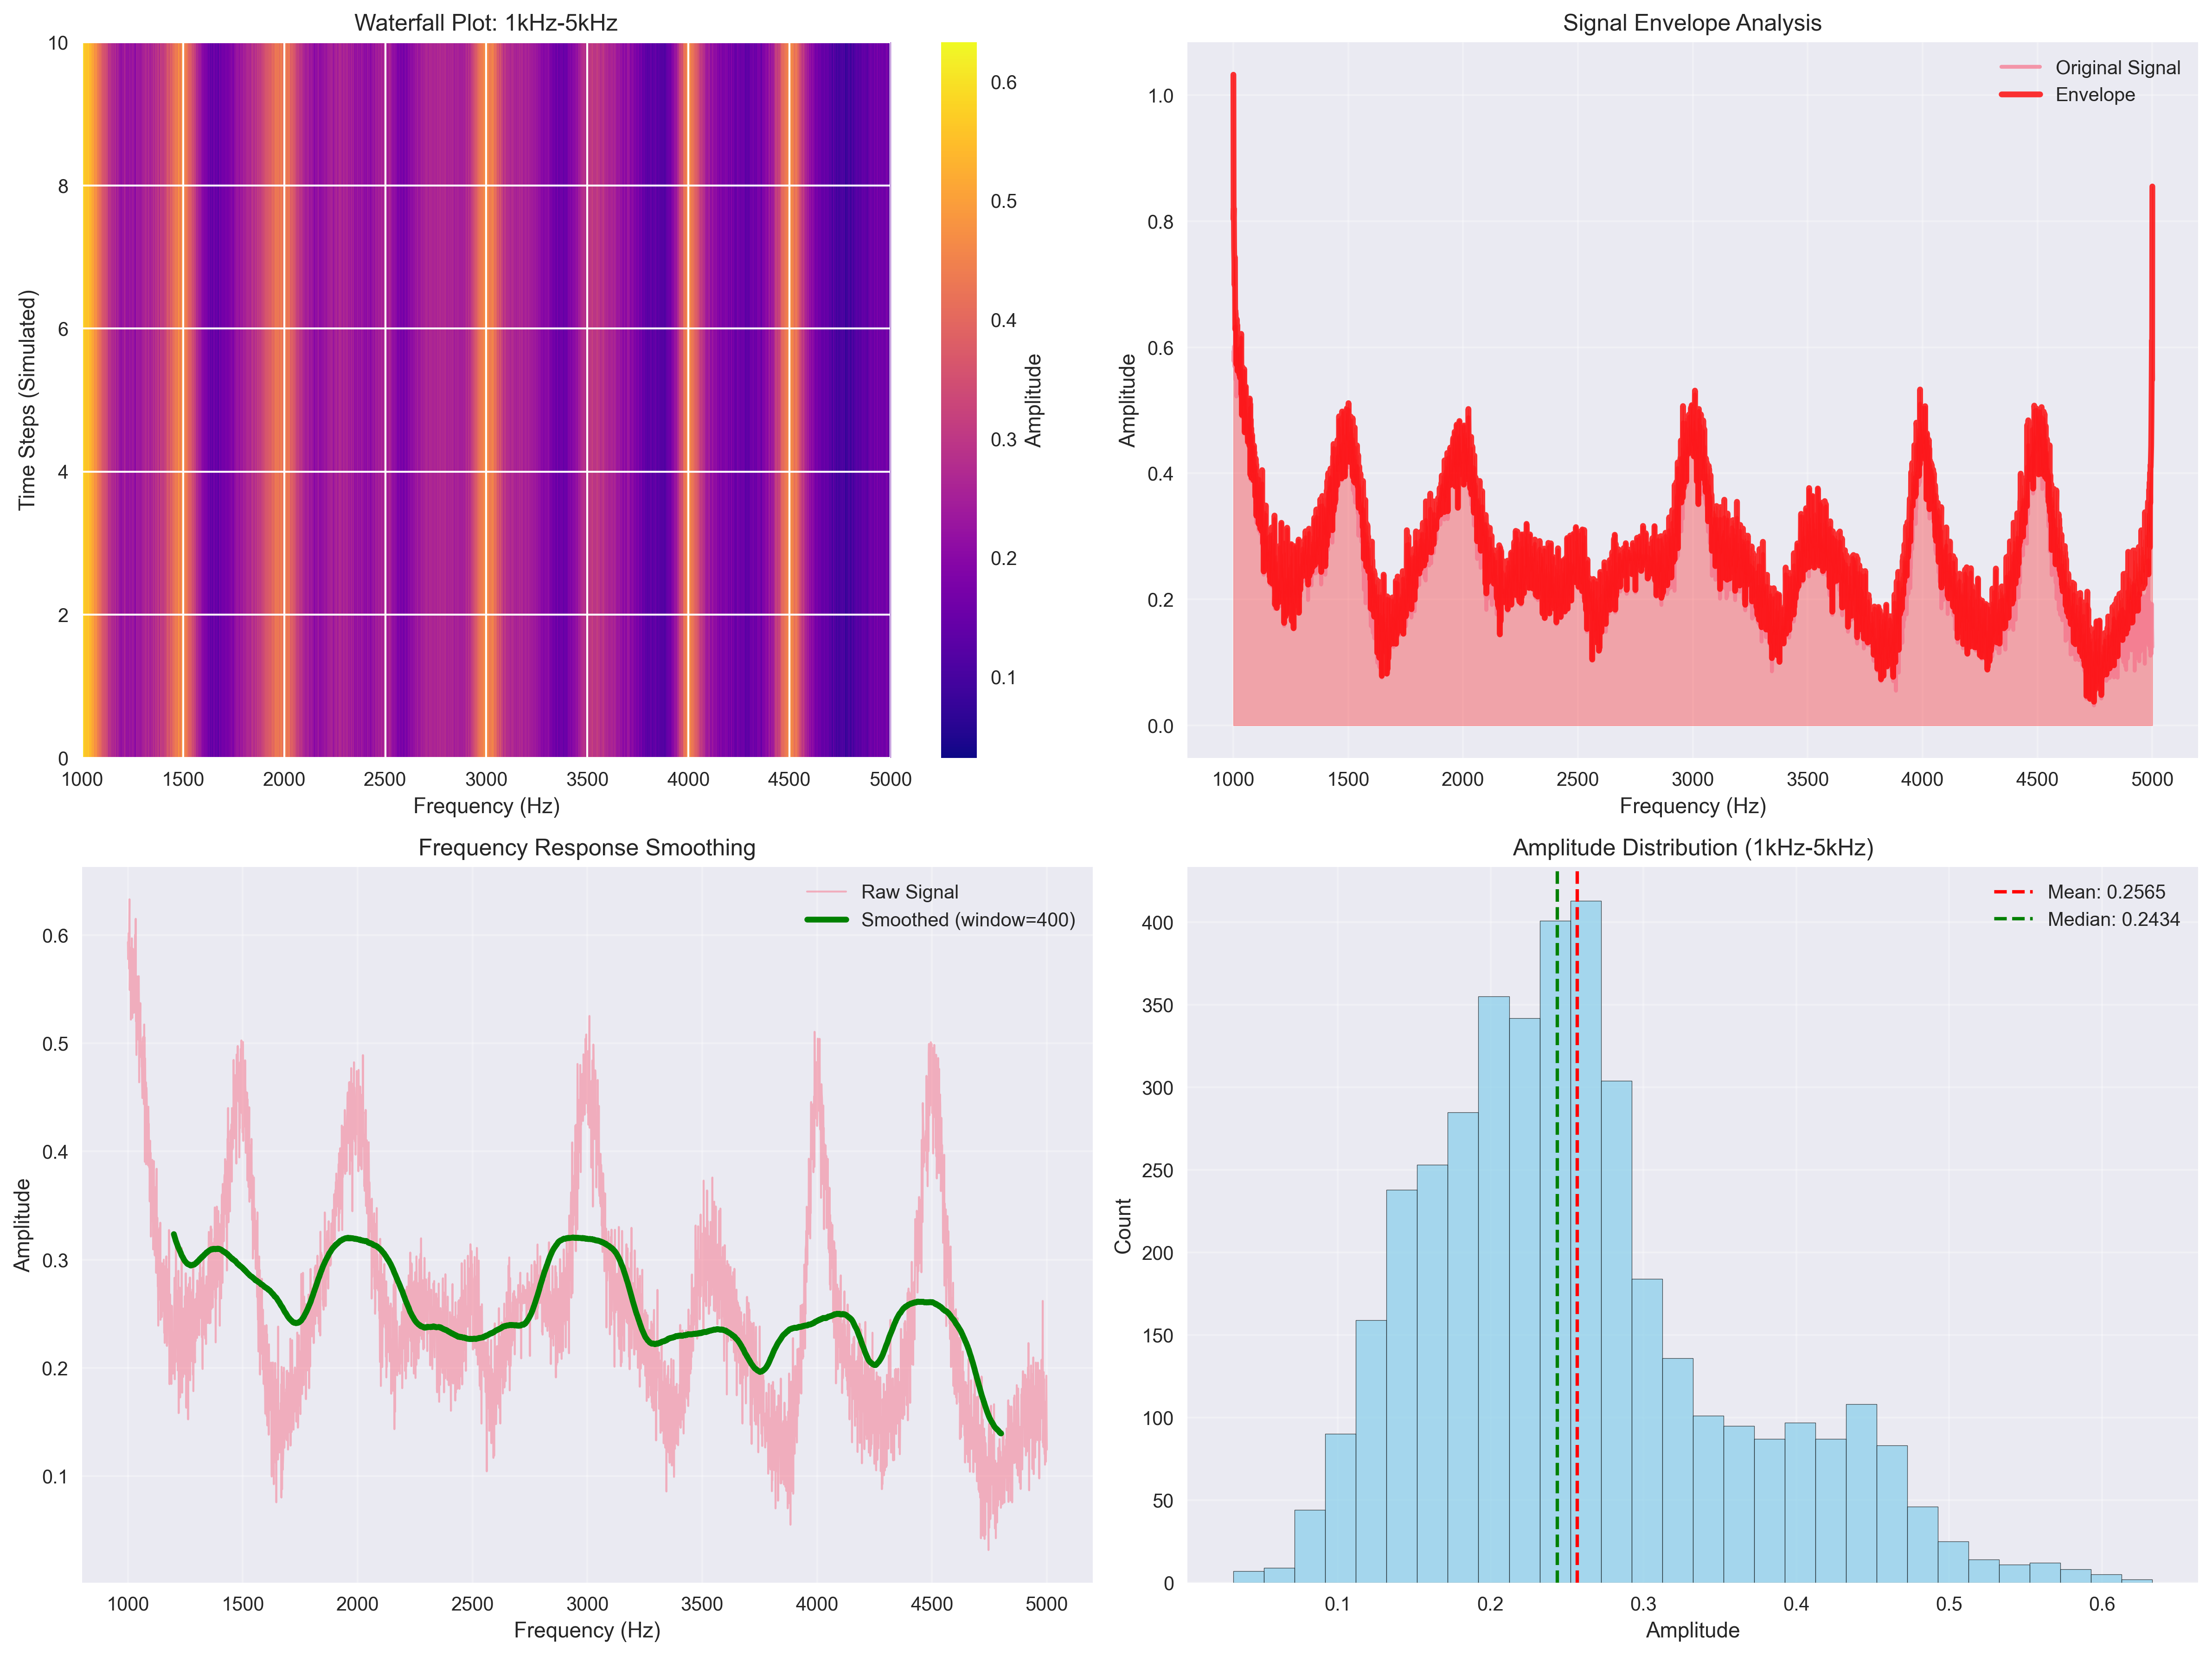 Waterfall Plot: 1kHz-5kHz
10
8
6
4
2
0
Time Steps (Simulated)
1000 1500 2000 2500 3000 3500 4000 4500 5000
Frequency (Hz)
0.6
0.5
0.4
0.3
0.2
0.1
Amplitude
Signal Envelope Analysis
Original Signal
Envelope
1.0
0.8
0.6
0.4
0.2
0.0
Amplitude
1000 1500 2000 2500 3000 3500 4000 4500 5000
Frequency (Hz)
Frequency Response Smoothing
Raw Signal
Smoothed (window=400)
0.6
0.5
0.4
0.3
0.2
0.1
Amplitude
1000 1500 2000 2500 3000 3500 4000 4500 5000
Frequency (Hz)
Amplitude Distribution (1kHz-5kHz)
Mean: 0.2565
Median: 0.2434
400
350
300
250
200
150
100
50
0
Count
0.1 0.2 0.3 0.4 0.5 0.6
Amplitude